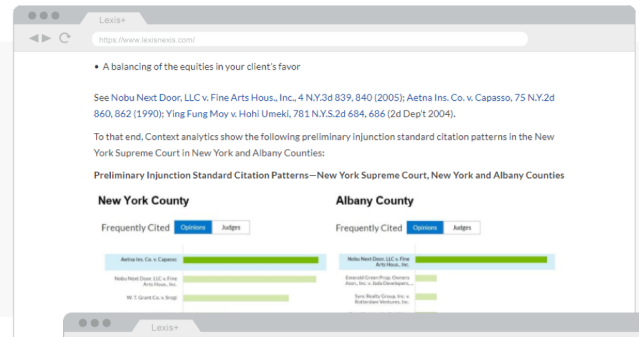 Lexis+
https://www.lexisnexis.com/
• A balancing of the equities in your client's favor
See Nobu Next Door, LLC v. Fine Arts Hous., Inc., 4 N.Y.3d 839, 840 (2005); Aetna Ins. Co. v. Capasso, 75 N.Y.2d
860, 862 (1990); Ying Fung Moy v. Hohi Umeki, 781 N.Y.S.2d 684, 686 (2d Dep't 2004).
To that end, Context analytics show the following preliminary injunction standard citation patterns in the New
York Supreme Court in New York and Albany Counties:
Preliminary Injunction Standard Citation Patterns—New York Supreme Court, New York and Albany Counties
New York County
Frequently Cited Opinions Judges
Aetna Ins. Co. v. Capasso
Nobu Next Door, LLC v. Fine
Arts Hous., Inc.
W. T. Grant Co. v. Srogi
Albany County
Frequently Cited Opinions Judges
Nobu Next Door, LLC v. Fine
Arts Hous., Inc.
Emerald Green Prop. Owners
Assn., Inc. v. Jada Developers,...
Sync Realty Group, Inc. v.
Rotterdam Ventures, Inc.
Lexis+